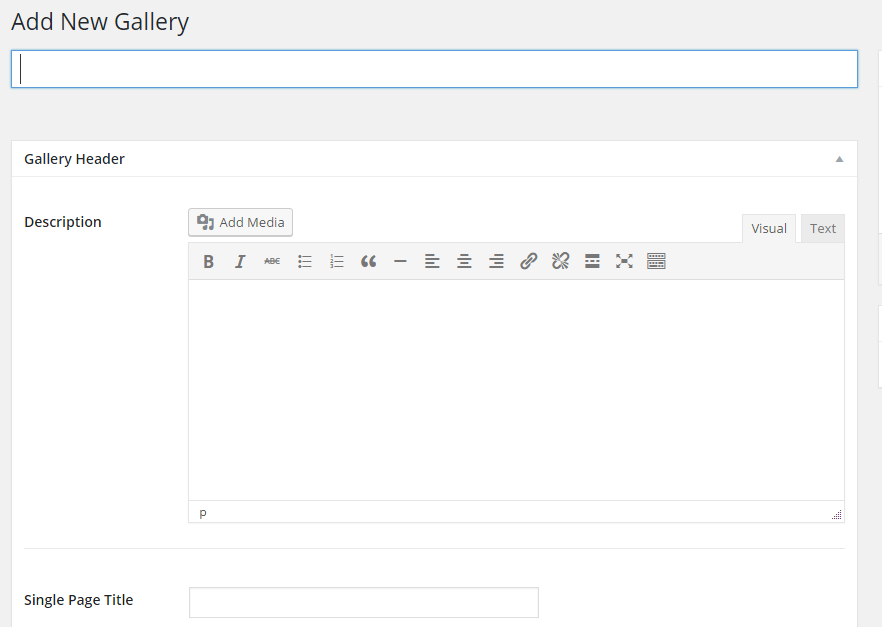 Add New Gallery
Gallery Header
Description
Add Media
Visual
Text
B
I
ABC
p
Single Page Title